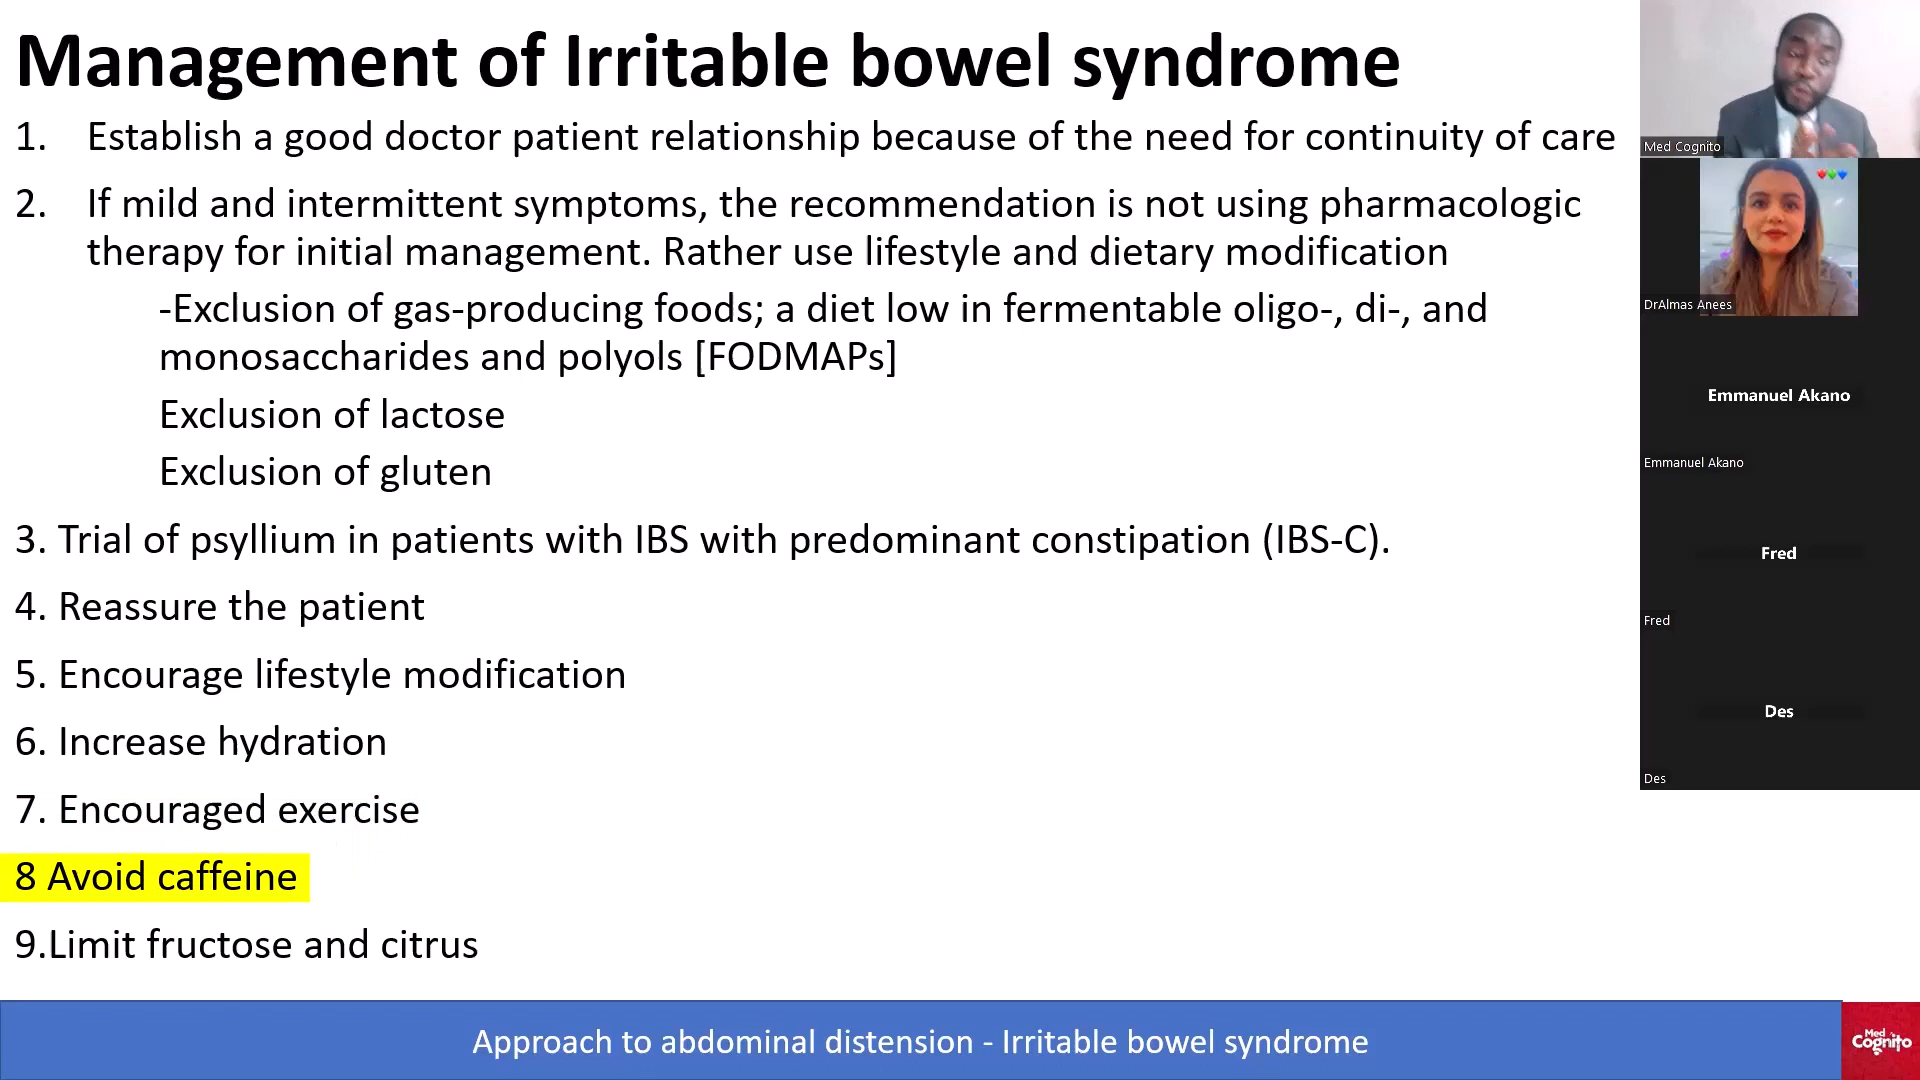 Management of Irritable bowel syndrome
1. Establish a good doctor patient relationship because of the need for continuity of care
2. If mild and intermittent symptoms, the recommendation is not using pharmacologic
therapy for initial management. Rather use lifestyle and dietary modification
-Exclusion of gas-producing foods; a diet low in fermentable oligo-, di-, and
monosaccharides and polyols [FODMAPs]
Exclusion of lactose
Exclusion of gluten
3. Trial of psyllium in patients with IBS with predominant constipation (IBS-C).
4. Reassure the patient
5. Encourage lifestyle modification
6. Increase hydration
7. Encouraged exercise
8 Avoid caffeine
9.Limit fructose and citrus
Approach to abdominal distension - Irritable bowel syndrome
Med Cognito
DrAlmas Anees
Emmanuel Akano
Emmanuel Akano
Fred
Fred
Des
Des
Med
Cognito